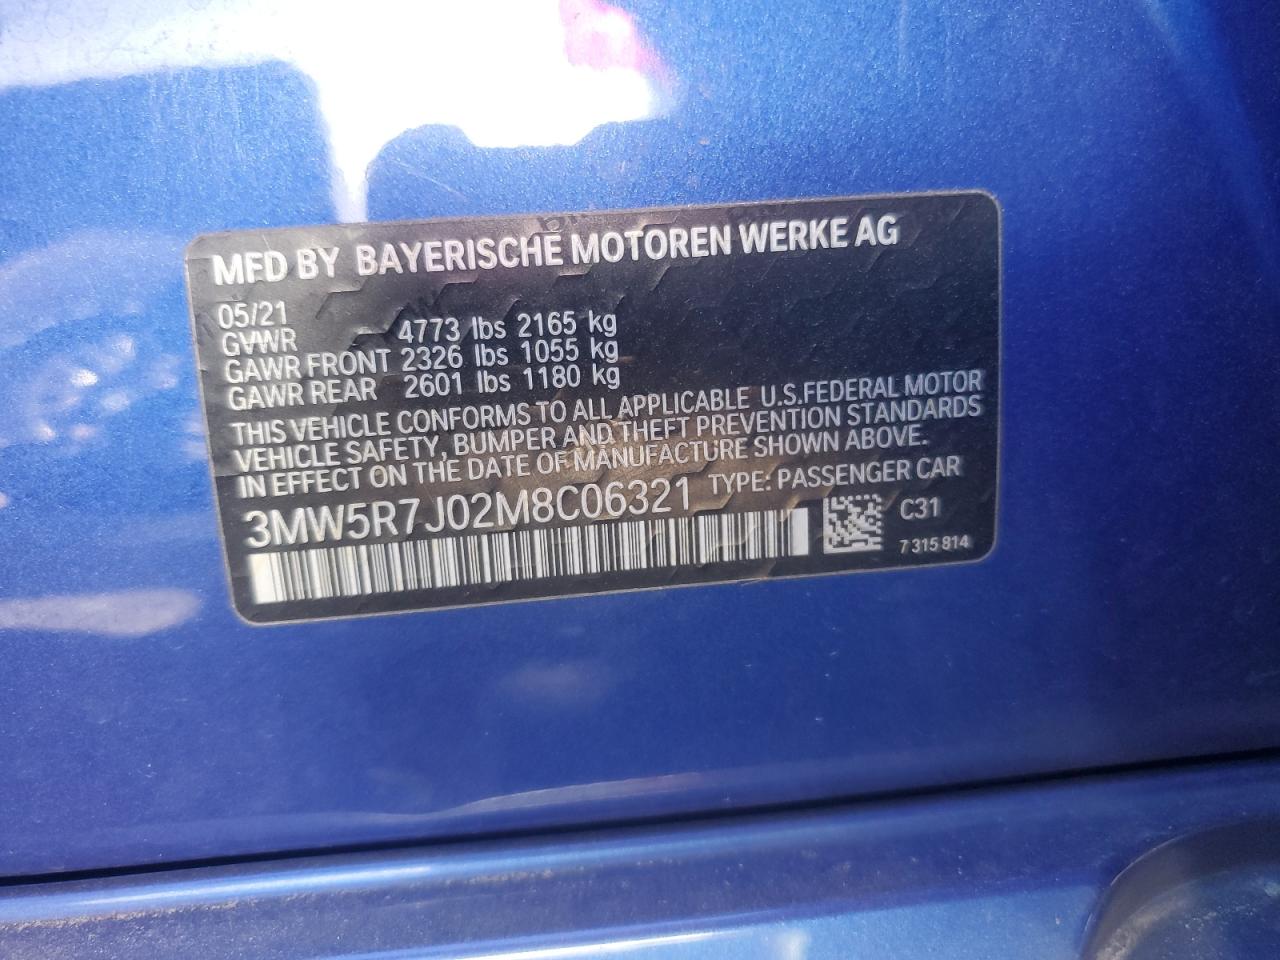 MFD BY BAYERISCHE MOTOREN WERKE AG
05/21
GVWR 4773 lbs 2165 kg
GAWR FRONT 2326 lbs 1055 kg
GAWR REAR 2601 lbs 1180 kg
THIS VEHICLE CONFORMS TO ALL APPLICABLE U.S.FEDERAL MOTOR
VEHICLE SAFETY, BUMPER AND THEFT PREVENTION STANDARDS
IN EFFECT ON THE DATE OF MANUFACTURE SHOWN ABOVE.
3MW5R7J02M8C06321 TYPE: PASSENGER CAR
C31
7 315 814